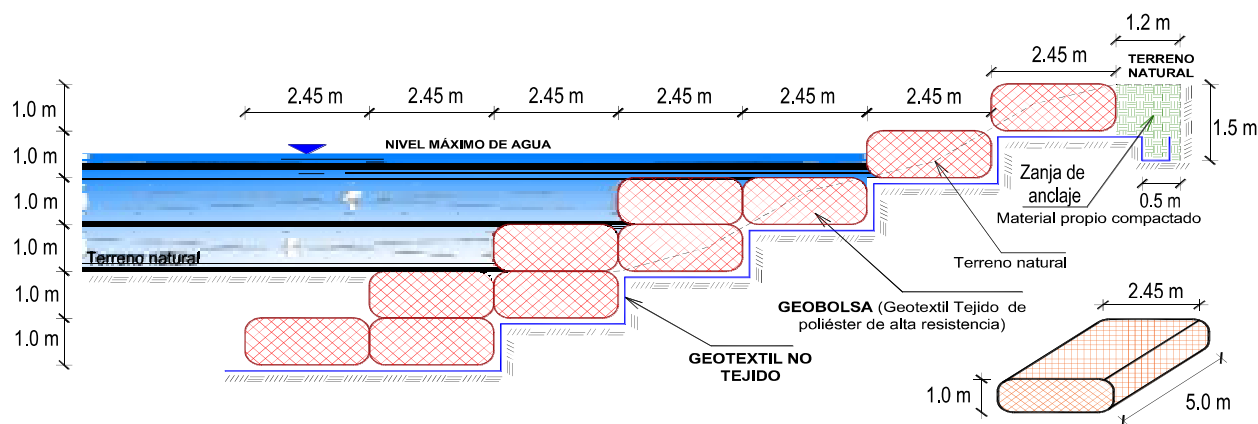 1.2 m
2.45 m
TERRENO
NATURAL
2.45 m
2.45 m
2.45 m
2.45 m
2.45 m
2.45 m
1.0 m
1.0 m
1.0 m
1.0 m
1.0 m
1.0 m
1.5 m
NIVEL MÁXIMO DE AGUA
Zanja de
anclaje
0.5 m
Material propio compactado
Terreno natural
Terreno natural
GEOBOLSA (Geotextil Tejido de
poliéster de alta resistencia)
GEOTEXTIL NO
TEJIDO
2.45 m
1.0 m
5.0 m